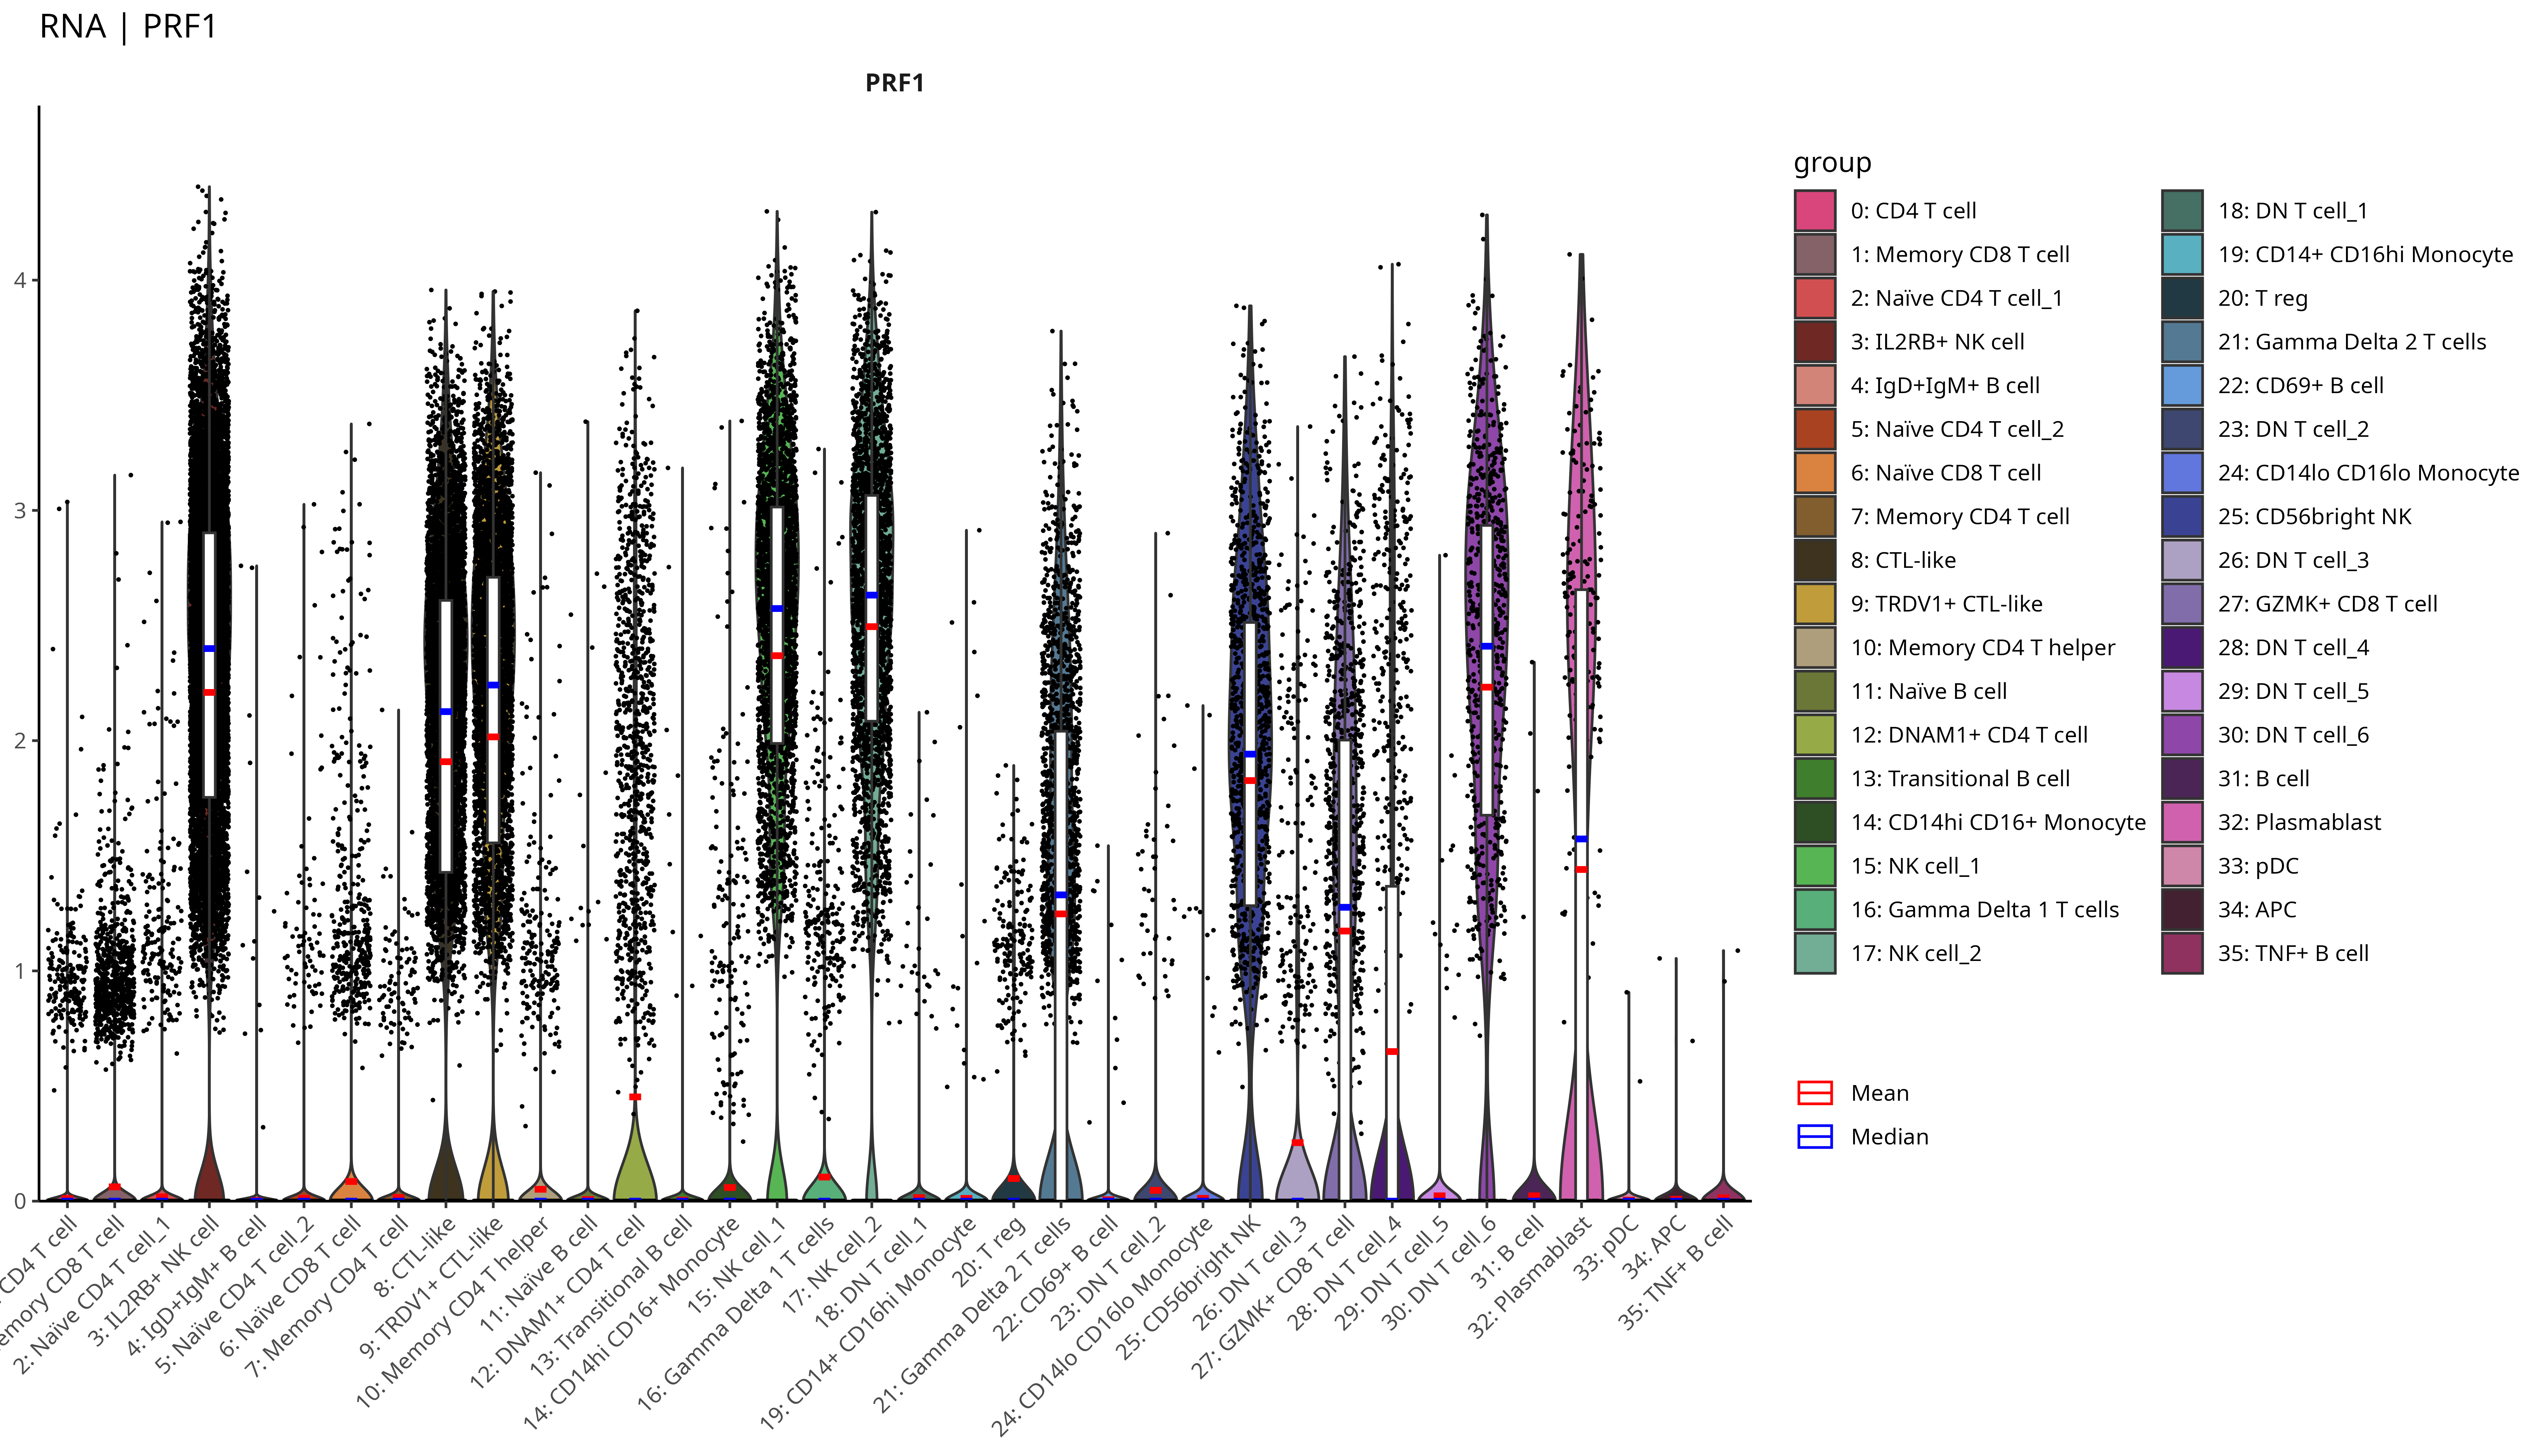 RNA | PRF1
PRF1
4
3
2
1
0
CD4 T cell
emory CD8 T cell
2: Naïve CD4 T cell_1
3: IL2RB+ NK cell
4: IgD+IgM+ B cell
5: Naïve CD4 T cell_2
6: Naïve CD8 T cell
7: Memory CD4 T cell
8: CTL-like
9: TRDV1+ CTL-like
10: Memory CD4 T helper
11: Naïve B cell
12: DNAM1+ CD4 T cell
13: Transitional B cell
14: CD14hi CD16+ Monocyte
15: NK cell_1
16: Gamma Delta 1 T cells
17: NK cell_2
18: DN T cell_1
19: CD14+ CD16hi Monocyte
20: T reg
21: Gamma Delta 2 T cells
22: CD69+ B cell
23: DN T cell_2
24: CD14lo CD16lo Monocyte
25: CD56bright NK
26: DN T cell_3
27: GZMK+ CD8 T cell
28: DN T cell_4
29: DN T cell_5
30: DN T cell_6
31: B cell
32: Plasmablast
33: pDC
34: APC
35: TNF+ B cell
group
0: CD4 T cell
1: Memory CD8 T cell
2: Naïve CD4 T cell_1
3: IL2RB+ NK cell
4: IgD+IgM+ B cell
5: Naïve CD4 T cell_2
6: Naïve CD8 T cell
7: Memory CD4 T cell
8: CTL-like
9: TRDV1+ CTL-like
10: Memory CD4 T helper
11: Naïve B cell
12: DNAM1+ CD4 T cell
13: Transitional B cell
14: CD14hi CD16+ Monocyte
15: NK cell_1
16: Gamma Delta 1 T cells
17: NK cell_2
18: DN T cell_1
19: CD14+ CD16hi Monocyte
20: T reg
21: Gamma Delta 2 T cells
22: CD69+ B cell
23: DN T cell_2
24: CD14lo CD16lo Monocyte
25: CD56bright NK
26: DN T cell_3
27: GZMK+ CD8 T cell
28: DN T cell_4
29: DN T cell_5
30: DN T cell_6
31: B cell
32: Plasmablast
33: pDC
34: APC
35: TNF+ B cell
Mean
Median